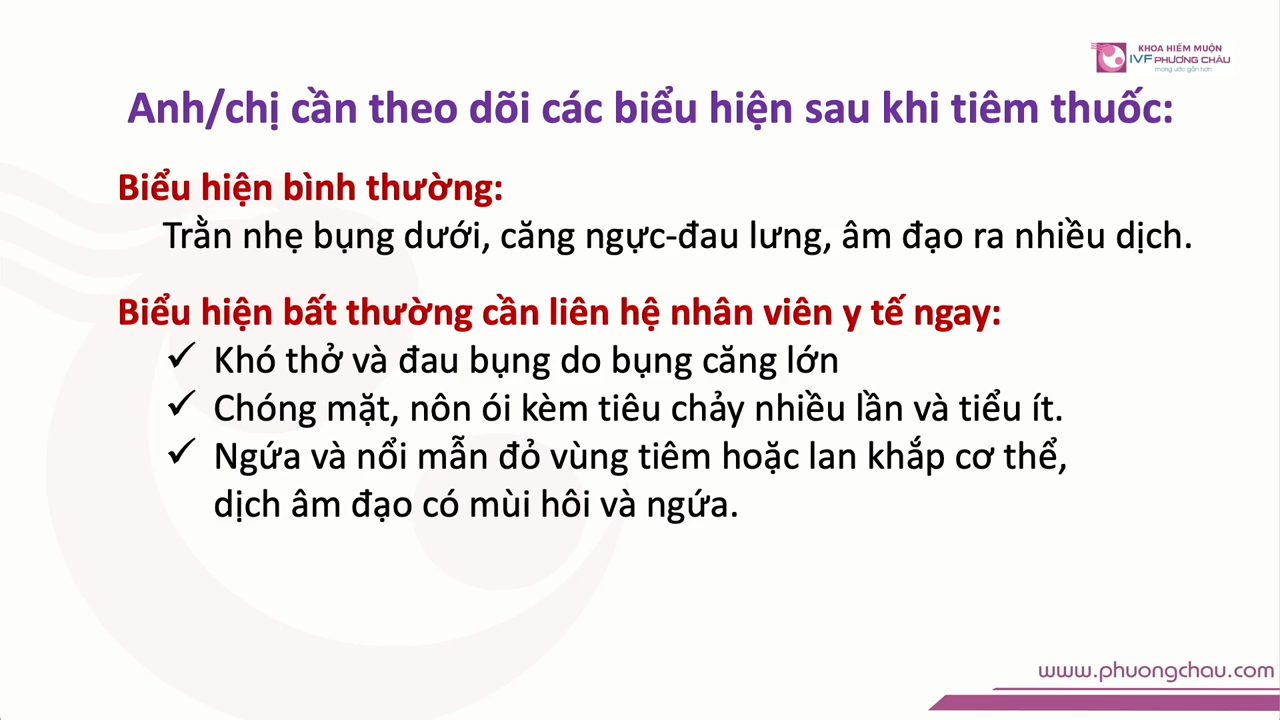 KHOA HIẾM MUỘN
IVF PHƯƠNG CHÂU
mong ước gần hơn
Anh/chị cần theo dõi các biểu hiện sau khi tiêm thuốc:
Biểu hiện bình thường:
Trằn nhẹ bụng dưới, căng ngực-đau lưng, âm đạo ra nhiều dịch.
Biểu hiện bất thường cần liên hệ nhân viên y tế ngay:
✓ Khó thở và đau bụng do bụng căng lớn
✓ Chóng mặt, nôn ói kèm tiêu chảy nhiều lần và tiểu ít.
✓ Ngứa và nổi mẫn đỏ vùng tiêm hoặc lan khắp cơ thể,
dịch âm đạo có mùi hôi và ngứa.
www.phuongchau.com